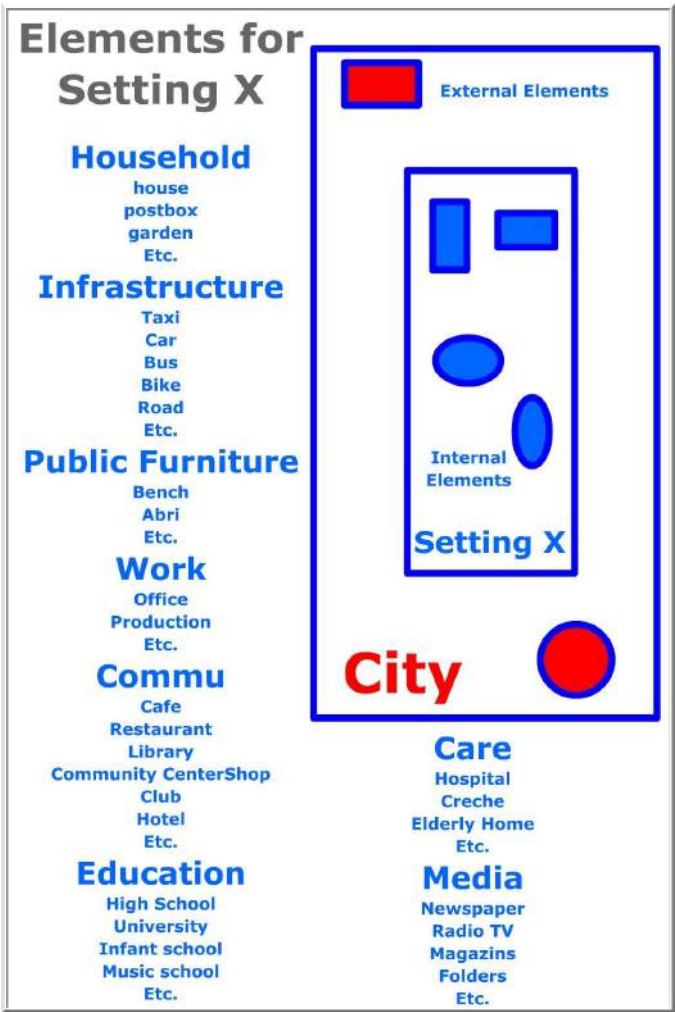 Elements for
Setting X
Household
house
postbox
garden
Etc.
Infrastructure
Taxi
Car
Bus
Bike
Road
Etc.
Public Furniture
Bench
Abri
Etc.
Work
Office
Production
Etc.
Commu
Cafe
Restaurant
Library
Community CenterShop
Club
Hotel
Etc.
Education
High School
University
Infant school
Music school
Etc.
External Elements
Internal
Elements
Setting X
City
Care
Hospital
Creche
Elderly Home
Etc.
Media
Newspaper
Radio TV
Magazins
Folders
Etc.